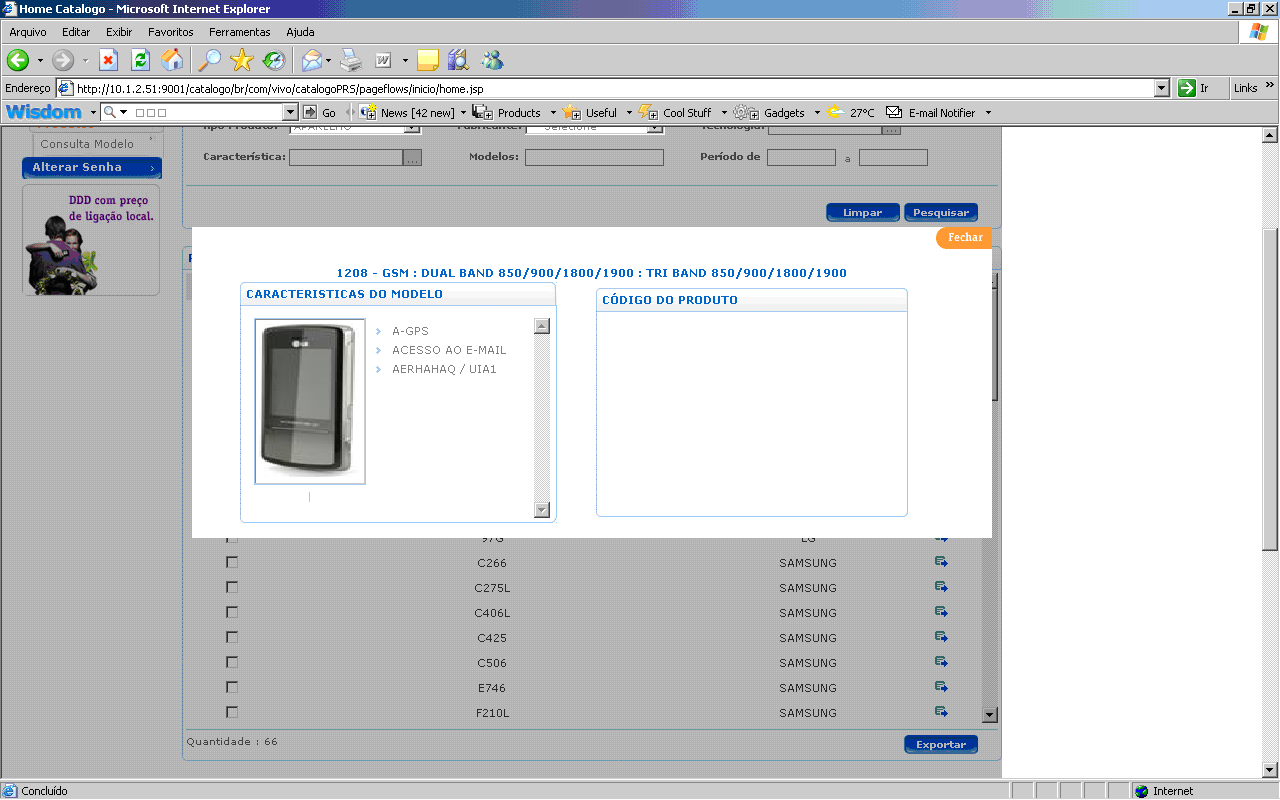 Home Catalogo - Microsoft Internet Explorer
Arquivo Editar Exibir Favoritos Ferramentas Ajuda
Endereço http://10.1.2.51:9001/catalogo/br/com/vivo/catalogoPRS/pageflows/inicio/home.jsp Ir Links »
Wisdom Go News [42 new] Products Useful Cool Stuff Gadgets 27°C E-mail Notifier
Consulta Modelo
Característica: ... Modelos: Período de a
Alterar Senha
DDD com preço
de ligação local.
Limpar Pesquisar
Fechar
1208 - GSM : DUAL BAND 850/900/1800/1900 : TRI BAND 850/900/1800/1900
CARACTERISTICAS DO MODELO
CÓDIGO DO PRODUTO
A-GPS
ACESSO AO E-MAIL
AERHAHAQ / UIA1
C266 SAMSUNG
C275L SAMSUNG
C406L SAMSUNG
C425 SAMSUNG
C506 SAMSUNG
E746 SAMSUNG
F210L SAMSUNG
Quantidade : 66
Exportar
Concluído Internet